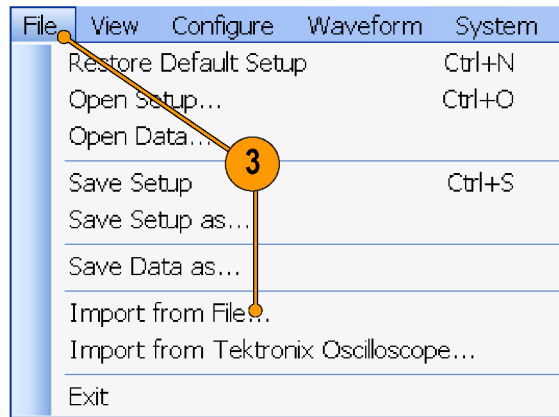 File View Configure Waveform System
Restore Default Setup Ctrl+N
Open Setup... Ctrl+O
Open Data...
3
Save Setup Ctrl+S
Save Setup as...
Save Data as...
Import from File...
Import from Tektronix Oscilloscope...
Exit